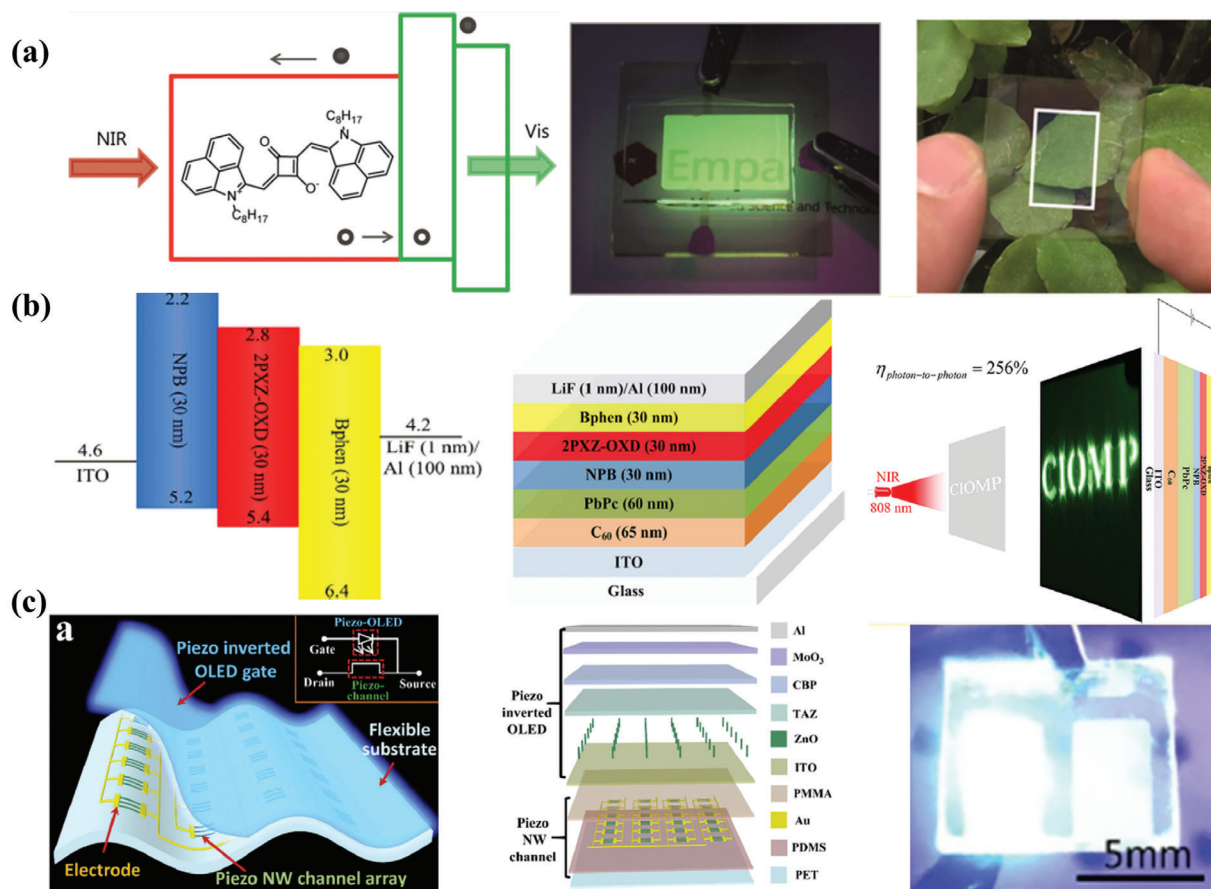 (a)
NIR
C8H17
N
O
O-
N
C8H17
Vis
Empa
Science and Technol
(b)
2.2
NPB (30 nm)
5.2
2.8
2PXZ-OXD (30 nm)
5.4
3.0
Bphen (30 nm)
6.4
4.6
ITO
4.2
LiF (1 nm)/
Al (100 nm)
LiF (1 nm)/Al (100 nm)
Bphen (30 nm)
2PXZ-OXD (30 nm)
NPB (30 nm)
PbPc (60 nm)
C60 (65 nm)
ITO
Glass
ηphoton−to−photon = 256%
NIR
808 nm
CIOMP
CIOMP
Glass
ITO
C60
PbPc
NPB
2PXZ-OXD
(c)
a
Piezo inverted
OLED gate
Piezo-OLED
Gate
Drain
Source
Piezo-
channel
Flexible
substrate
Electrode
Piezo NW channel array
Piezo
inverted
OLED
Piezo
NW
channel
Al
MoO3
CBP
TAZ
ZnO
ITO
PMMA
Au
PDMS
PET
5mm